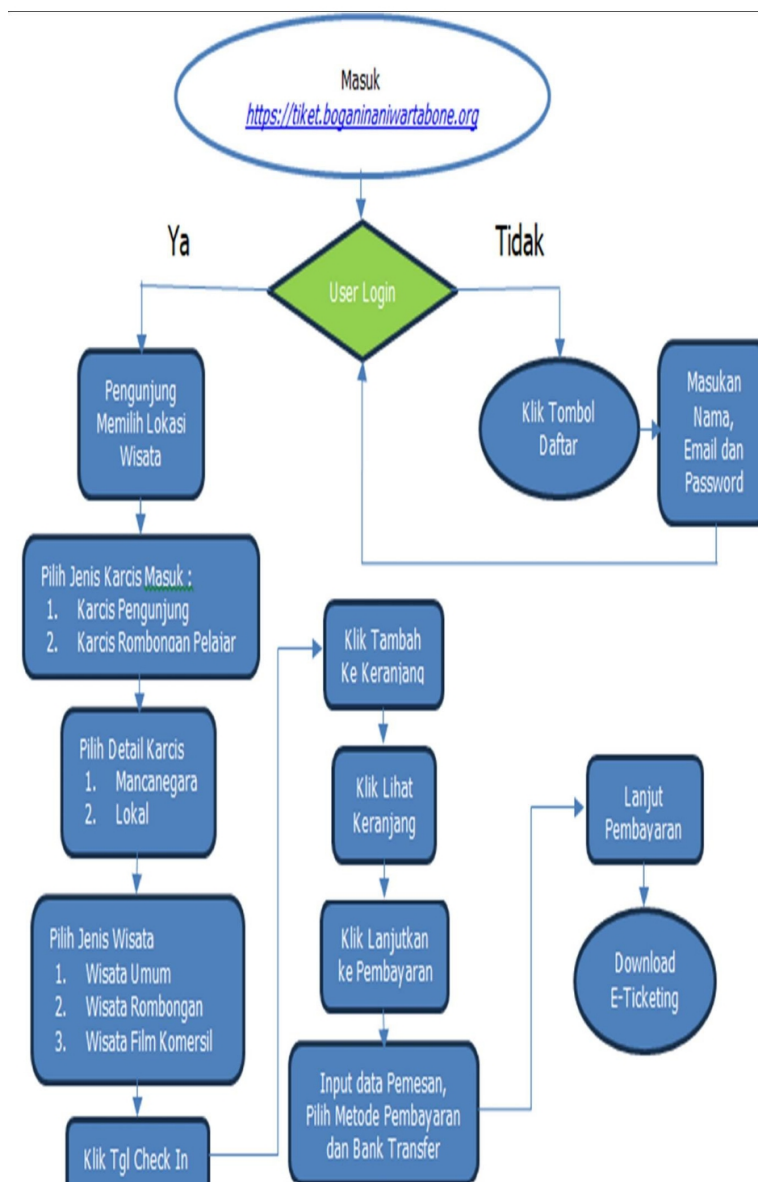 Masuk
https://tiket.boganinaniwartabone.org
Ya
Tidak
User Login
Pengunjung
Memilih Lokasi
Wisata
Klik Tombol
Daftar
Masukan
Nama,
Email dan
Password
Pilih Jenis Karcis Masuk :
1. Karcis Pengunjung
2. Karcis Rombongan Pelajar
Pilih Detail Karcis
1. Mancanegara
2. Lokal
Pilih Jenis Wisata
1. Wisata Umum
2. Wisata Rombongan
3. Wisata Film Komersil
Klik Tgl Check In
Klik Tambah
Ke Keranjang
Klik Lihat
Keranjang
Klik Lanjutkan
ke Pembayaran
Input data Pemesan,
Pilih Metode Pembayaran
dan Bank Transfer
Lanjut
Pembayaran
Download
E-Ticketing